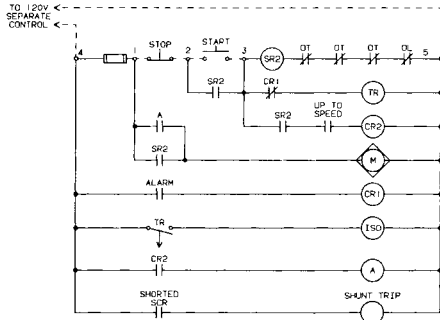 TO 120V
SEPARATE
CONTROL
4
1
STOP
2
START
3
SR2
OT
OT
OT
OL
5
SR2
CR1
TR
SR2
UP TO
SPEED
CR2
A
SR2
M
ALARM
CR1
TR
ISO
CR2
A
SHORTED
SCR
SHUNT TRIP